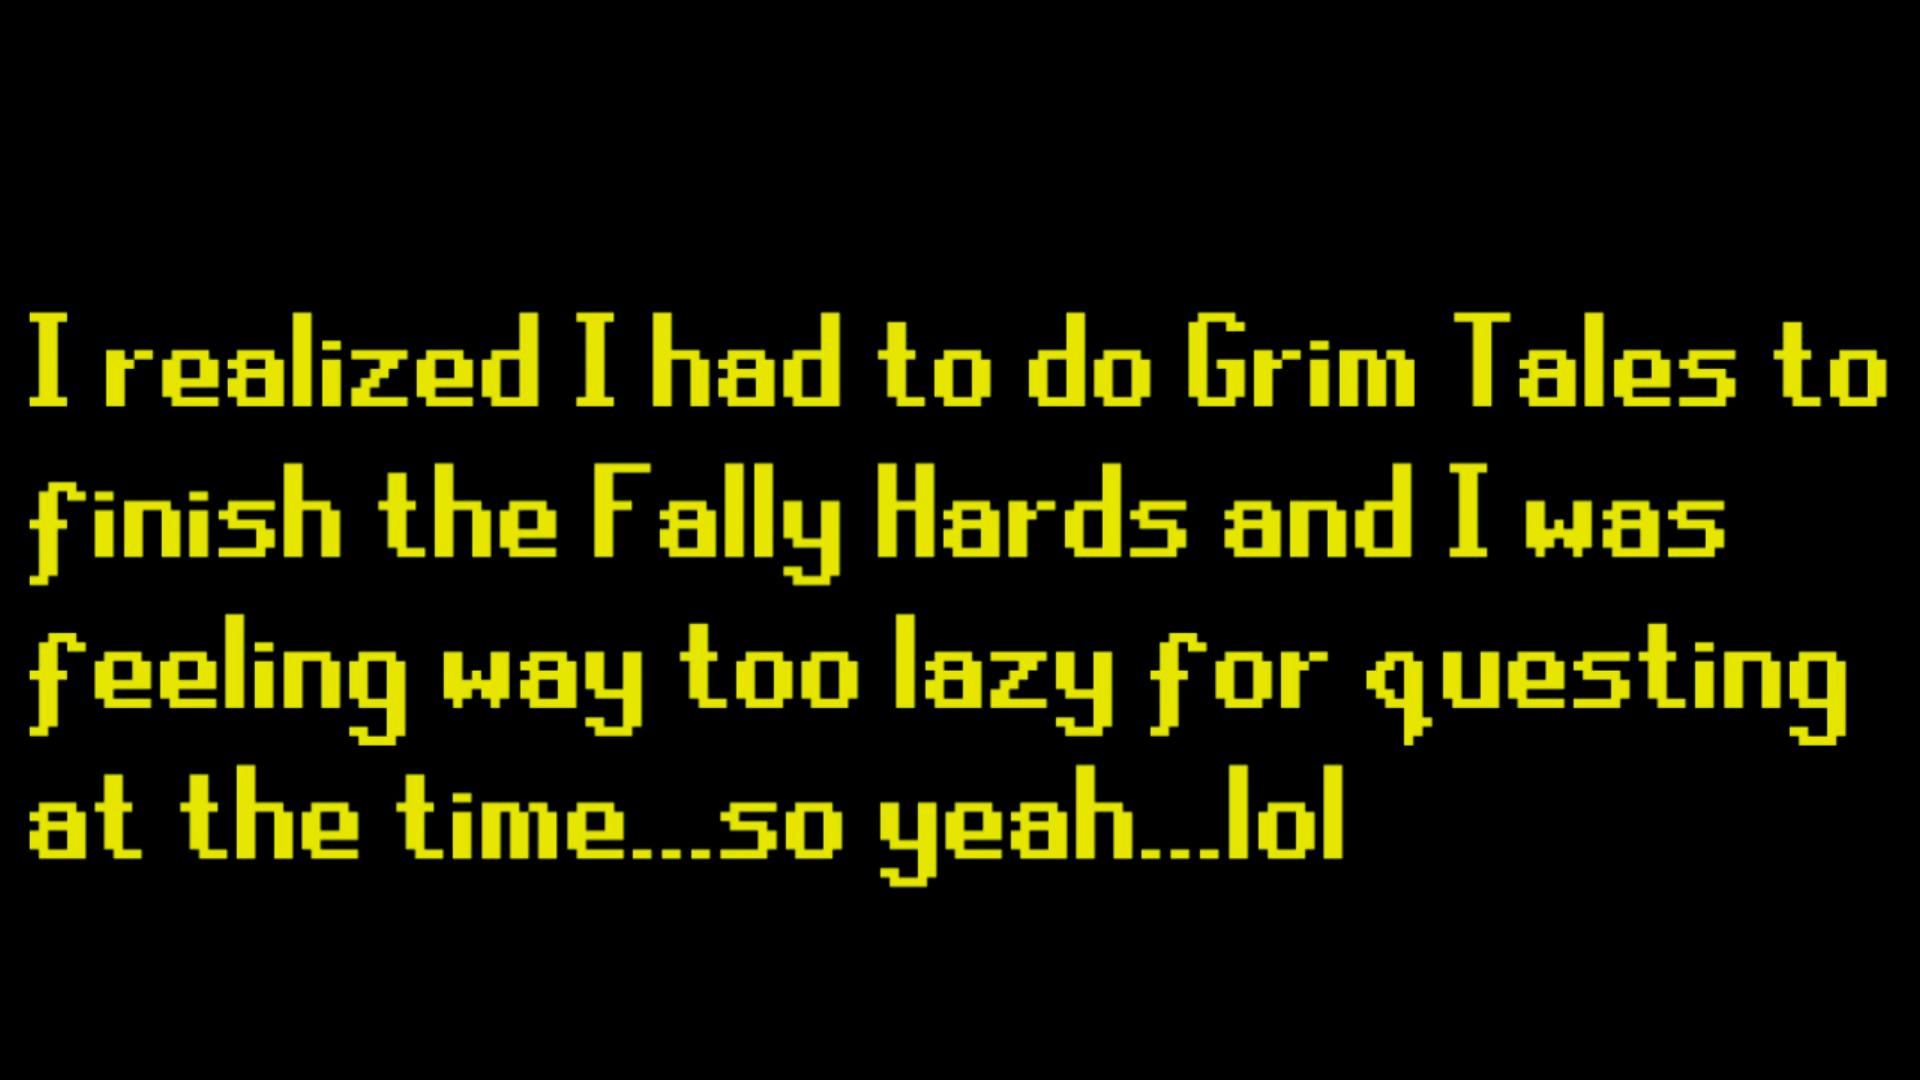 I realized I had to do Grim Tales to
finish the Fally Hards and I was
feeling way too lazy for questing
at the time...so yeah...lol